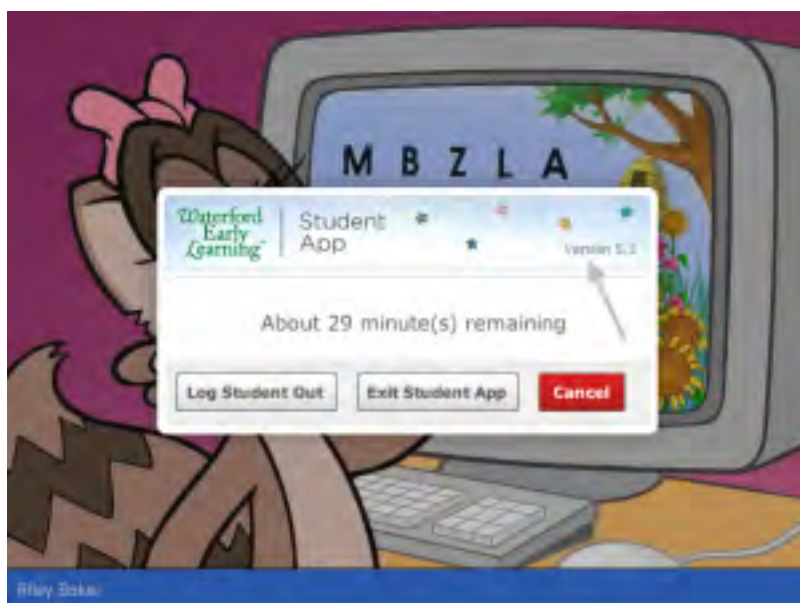 M B Z L A
Waterford
Early
Learning
Student
App
Version 5.1
About 29 minute(s) remaining
Log Student Out
Exit Student App
Cancel
Riley Baker